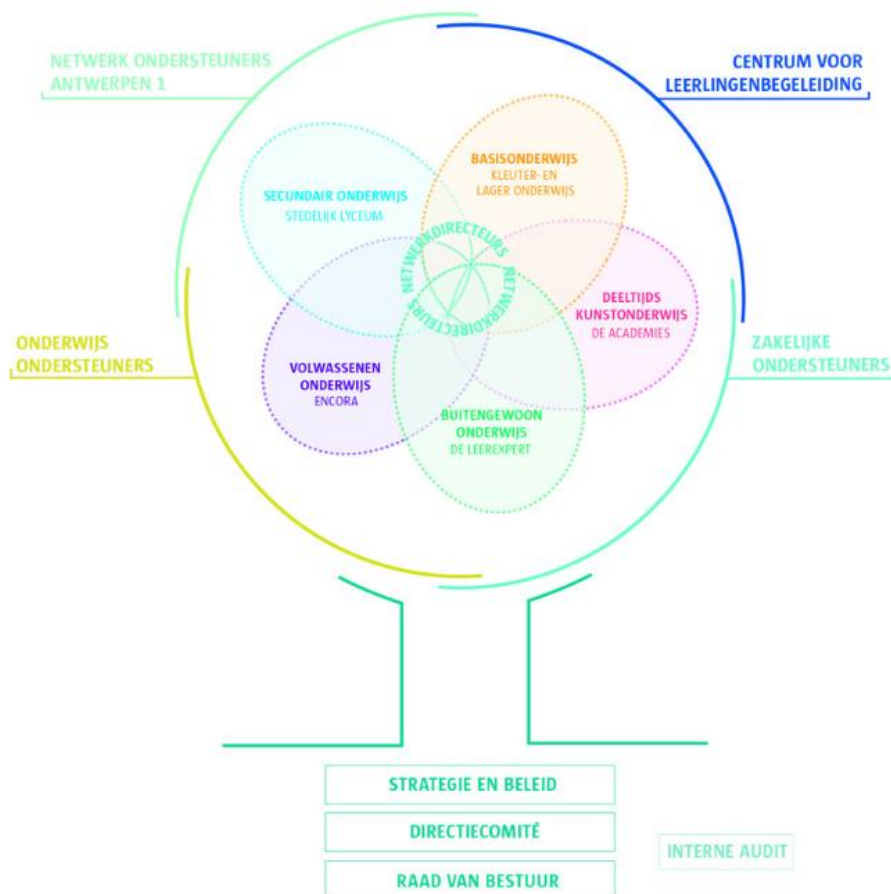 NETWERK ONDERSTEUNERS
ANTWERPEN 1
CENTRUM VOOR
LEERLINGENBEGELEIDING
BASISONDERWIJS
KLEUTER- EN
LAGER ONDERWIJS
SECUNDAIR ONDERWIJS
STEDELIJK LYCEUM
NETWERKDIRECTEURS
NETWERKDIRECTEURS
DEELTIJDS
KUNSTONDERWIJS
DE ACADEMIES
ONDERWIJS
ONDERSTEUNERS
ZAKELIJKE
ONDERSTEUNERS
VOLWASSENEN
ONDERWIJS
ENCORA
BUITENGEWOON
ONDERWIJS
DE LEEREXPERT
STRATEGIE EN BELEID
DIRECTIECOMITÉ
INTERNE AUDIT
RAAD VAN BESTUUR